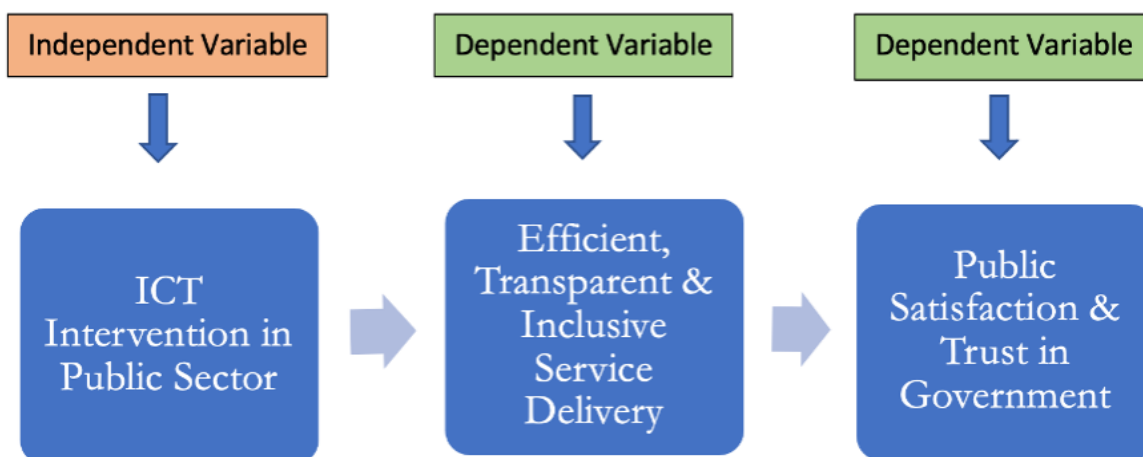 Independent Variable
Dependent Variable
Dependent Variable
ICT
Intervention in
Public Sector
Efficient,
Transparent &
Inclusive
Service
Delivery
Public
Satisfaction &
Trust in
Government